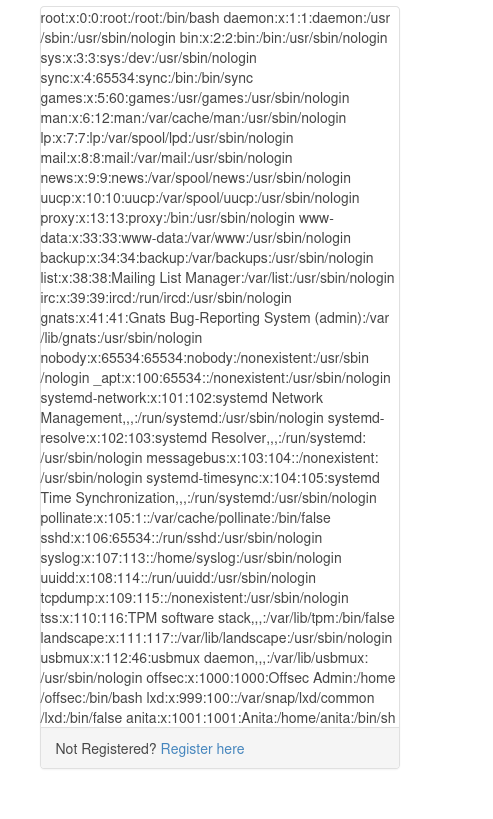 root:x:0:0:root:/root:/bin/bash daemon:x:1:1:daemon:/usr
/sbin:/usr/sbin/nologin bin:x:2:2:bin:/bin:/usr/sbin/nologin
sys:x:3:3:sys:/dev:/usr/sbin/nologin
sync:x:4:65534:sync:/bin:/bin/sync
games:x:5:60:games:/usr/games:/usr/sbin/nologin
man:x:6:12:man:/var/cache/man:/usr/sbin/nologin
lp:x:7:7:lp:/var/spool/lpd:/usr/sbin/nologin
mail:x:8:8:mail:/var/mail:/usr/sbin/nologin
news:x:9:9:news:/var/spool/news:/usr/sbin/nologin
uucp:x:10:10:uucp:/var/spool/uucp:/usr/sbin/nologin
proxy:x:13:13:proxy:/bin:/usr/sbin/nologin www-
data:x:33:33:www-data:/var/www:/usr/sbin/nologin
backup:x:34:34:backup:/var/backups:/usr/sbin/nologin
list:x:38:38:Mailing List Manager:/var/list:/usr/sbin/nologin
irc:x:39:39:ircd:/run/ircd:/usr/sbin/nologin
gnats:x:41:41:Gnats Bug-Reporting System (admin):/var
/lib/gnats:/usr/sbin/nologin
nobody:x:65534:65534:nobody:/nonexistent:/usr/sbin
/nologin _apt:x:100:65534::/nonexistent:/usr/sbin/nologin
systemd-network:x:101:102:systemd Network
Management,,,:/run/systemd:/usr/sbin/nologin systemd-
resolve:x:102:103:systemd Resolver,,,:/run/systemd:
/usr/sbin/nologin messagebus:x:103:104::/nonexistent:
/usr/sbin/nologin systemd-timesync:x:104:105:systemd
Time Synchronization,,,:/run/systemd:/usr/sbin/nologin
pollinate:x:105:1::/var/cache/pollinate:/bin/false
sshd:x:106:65534::/run/sshd:/usr/sbin/nologin
syslog:x:107:113::/home/syslog:/usr/sbin/nologin
uuidd:x:108:114::/run/uuidd:/usr/sbin/nologin
tcpdump:x:109:115::/nonexistent:/usr/sbin/nologin
tss:x:110:116:TPM software stack,,,:/var/lib/tpm:/bin/false
landscape:x:111:117::/var/lib/landscape:/usr/sbin/nologin
usbmux:x:112:46:usbmux daemon,,,:/var/lib/usbmux:
/usr/sbin/nologin offsec:x:1000:1000:Offsec Admin:/home
/offsec:/bin/bash lxd:x:999:100::/var/snap/lxd/common
/lxd:/bin/false anita:x:1001:1001:Anita:/home/anita:/bin/sh
Not Registered? Register here